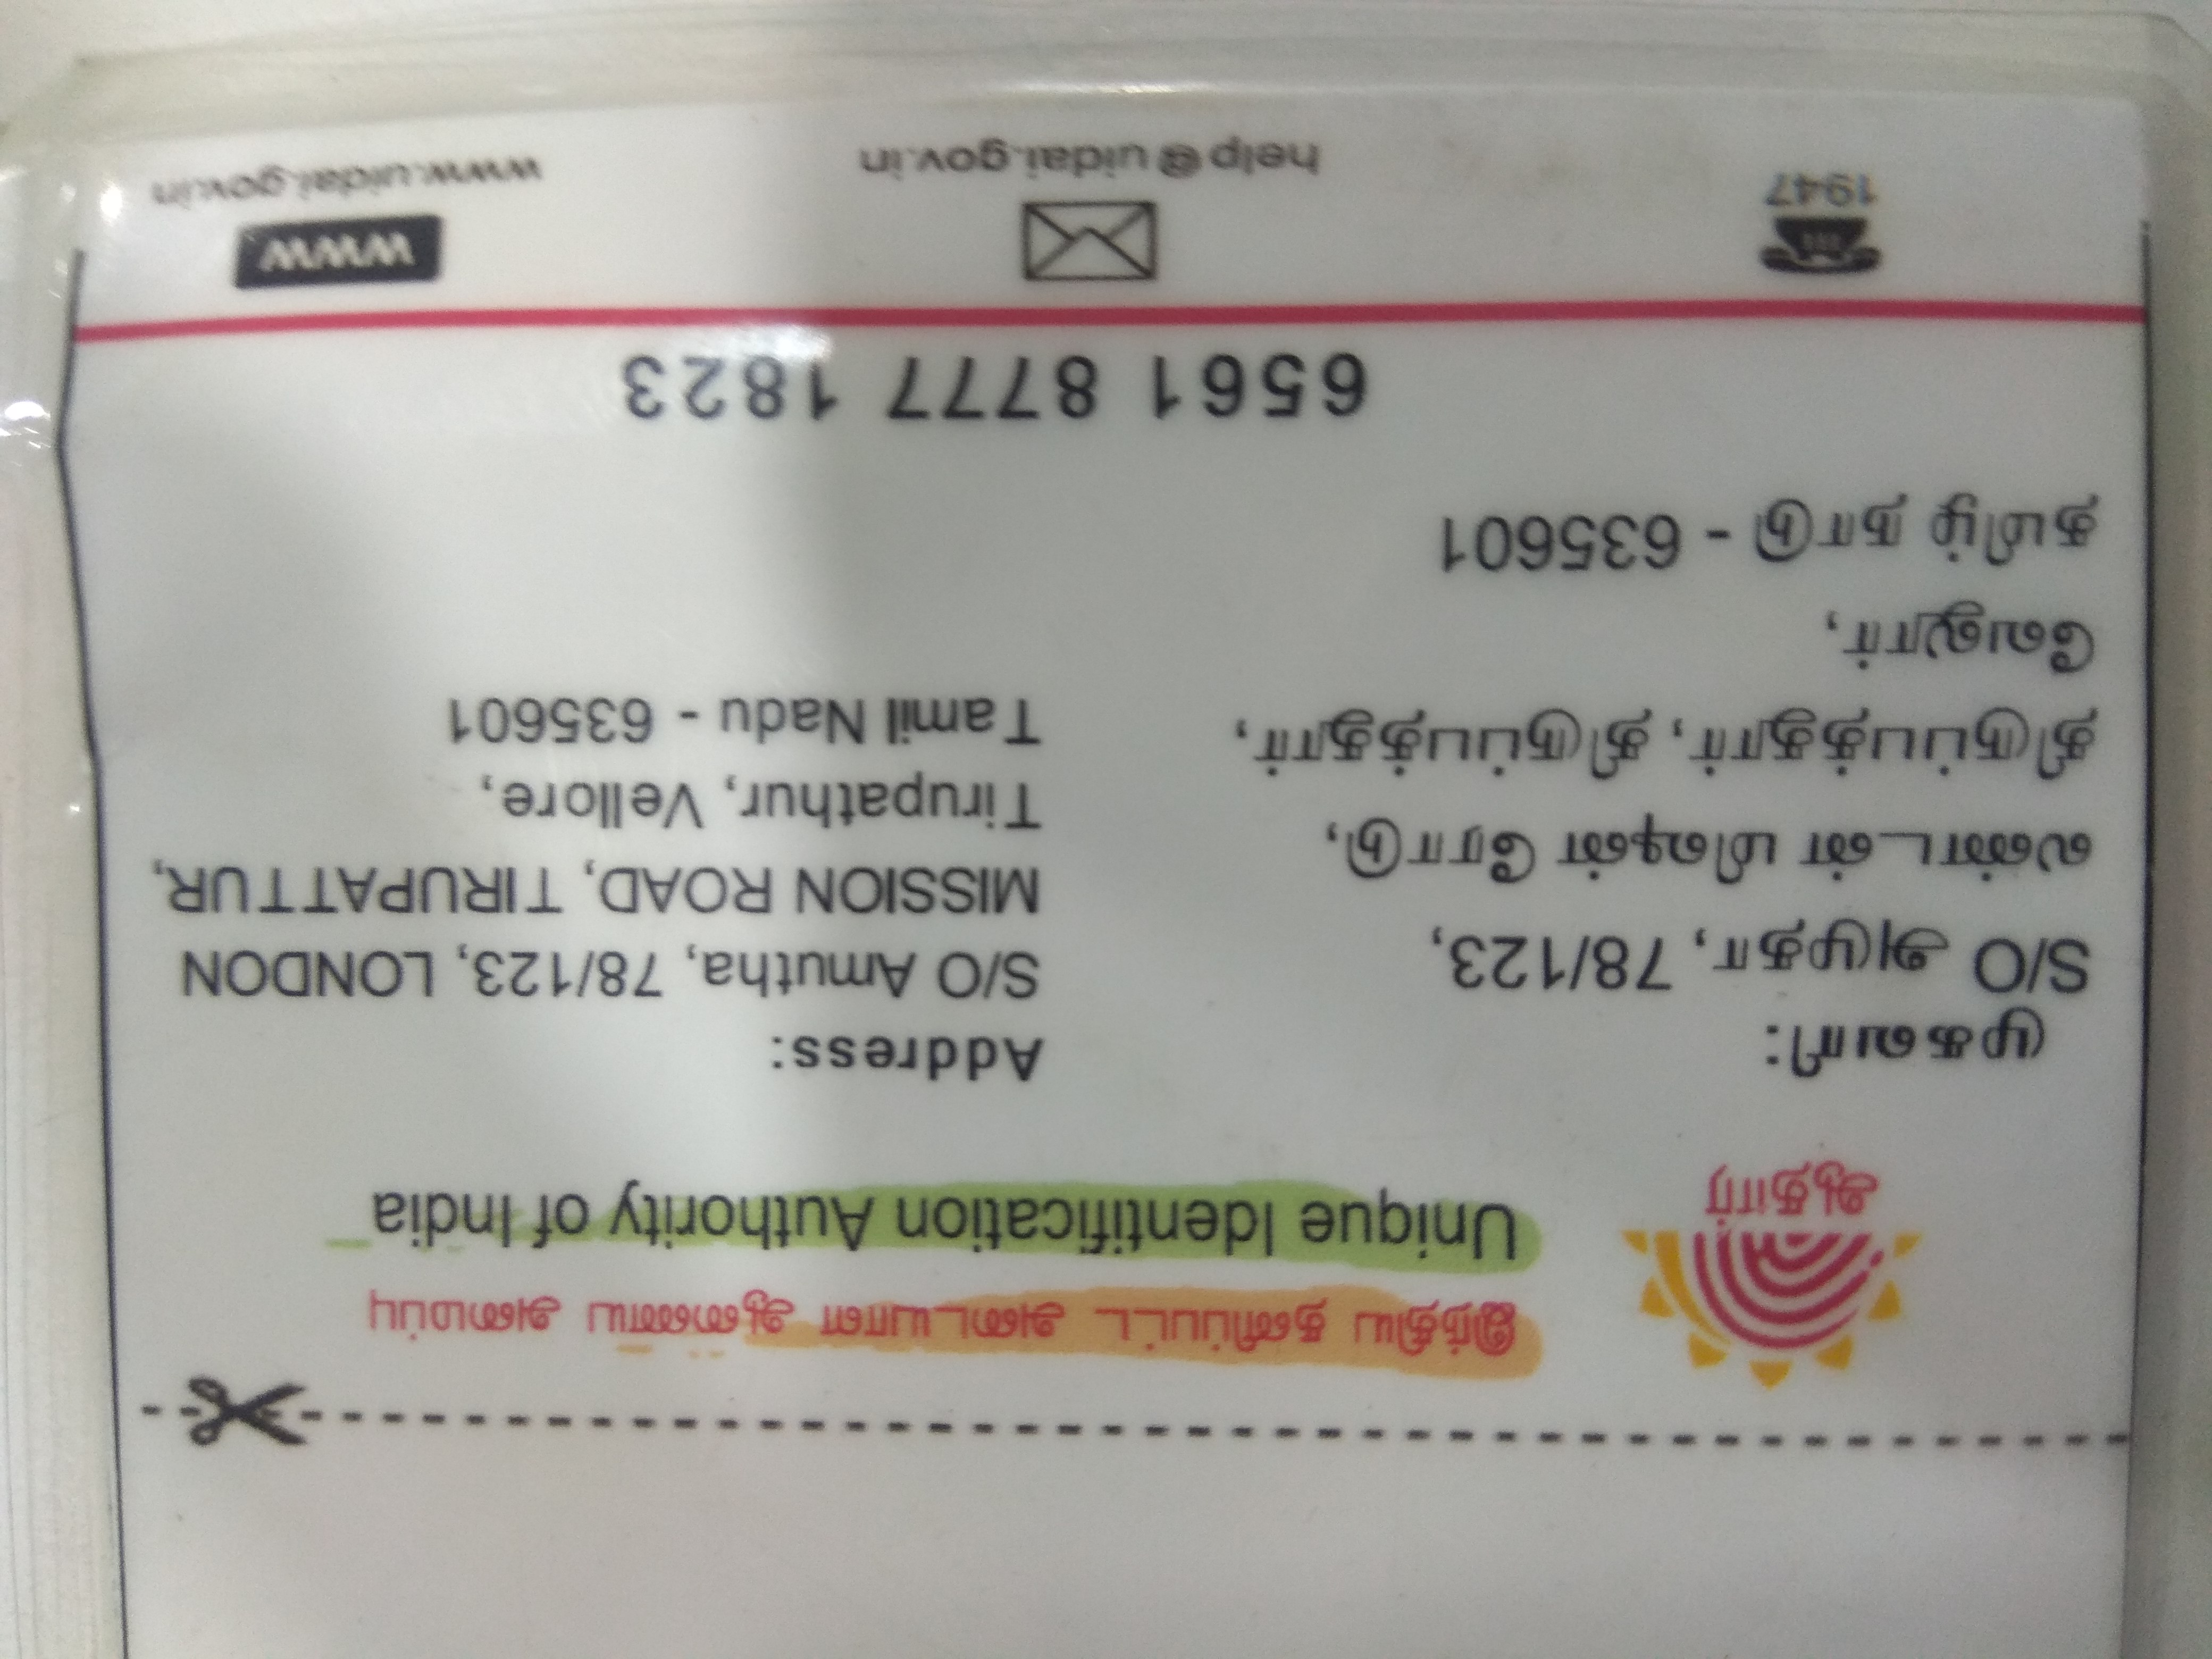 இந்திய தனிப்பட்ட அடையாள ஆணைய அமைப்பு
Unique Identification Authority of India
ஆதார்
முகவரி:
S/O அமுதா, 78/123,
லண்டன் மிஷன் ரோடு,
திருப்பத்தூர், திருப்பத்தூர்,
வேலூர்,
தமிழ் நாடு - 635601
Address:
S/O Amutha, 78/123, LONDON
MISSION ROAD, TIRUPATTUR,
Tirupathur, Vellore,
Tamil Nadu - 635601
6561 8777 1823
1947
help@uidai.gov.in
WWW
www.uidai.gov.in